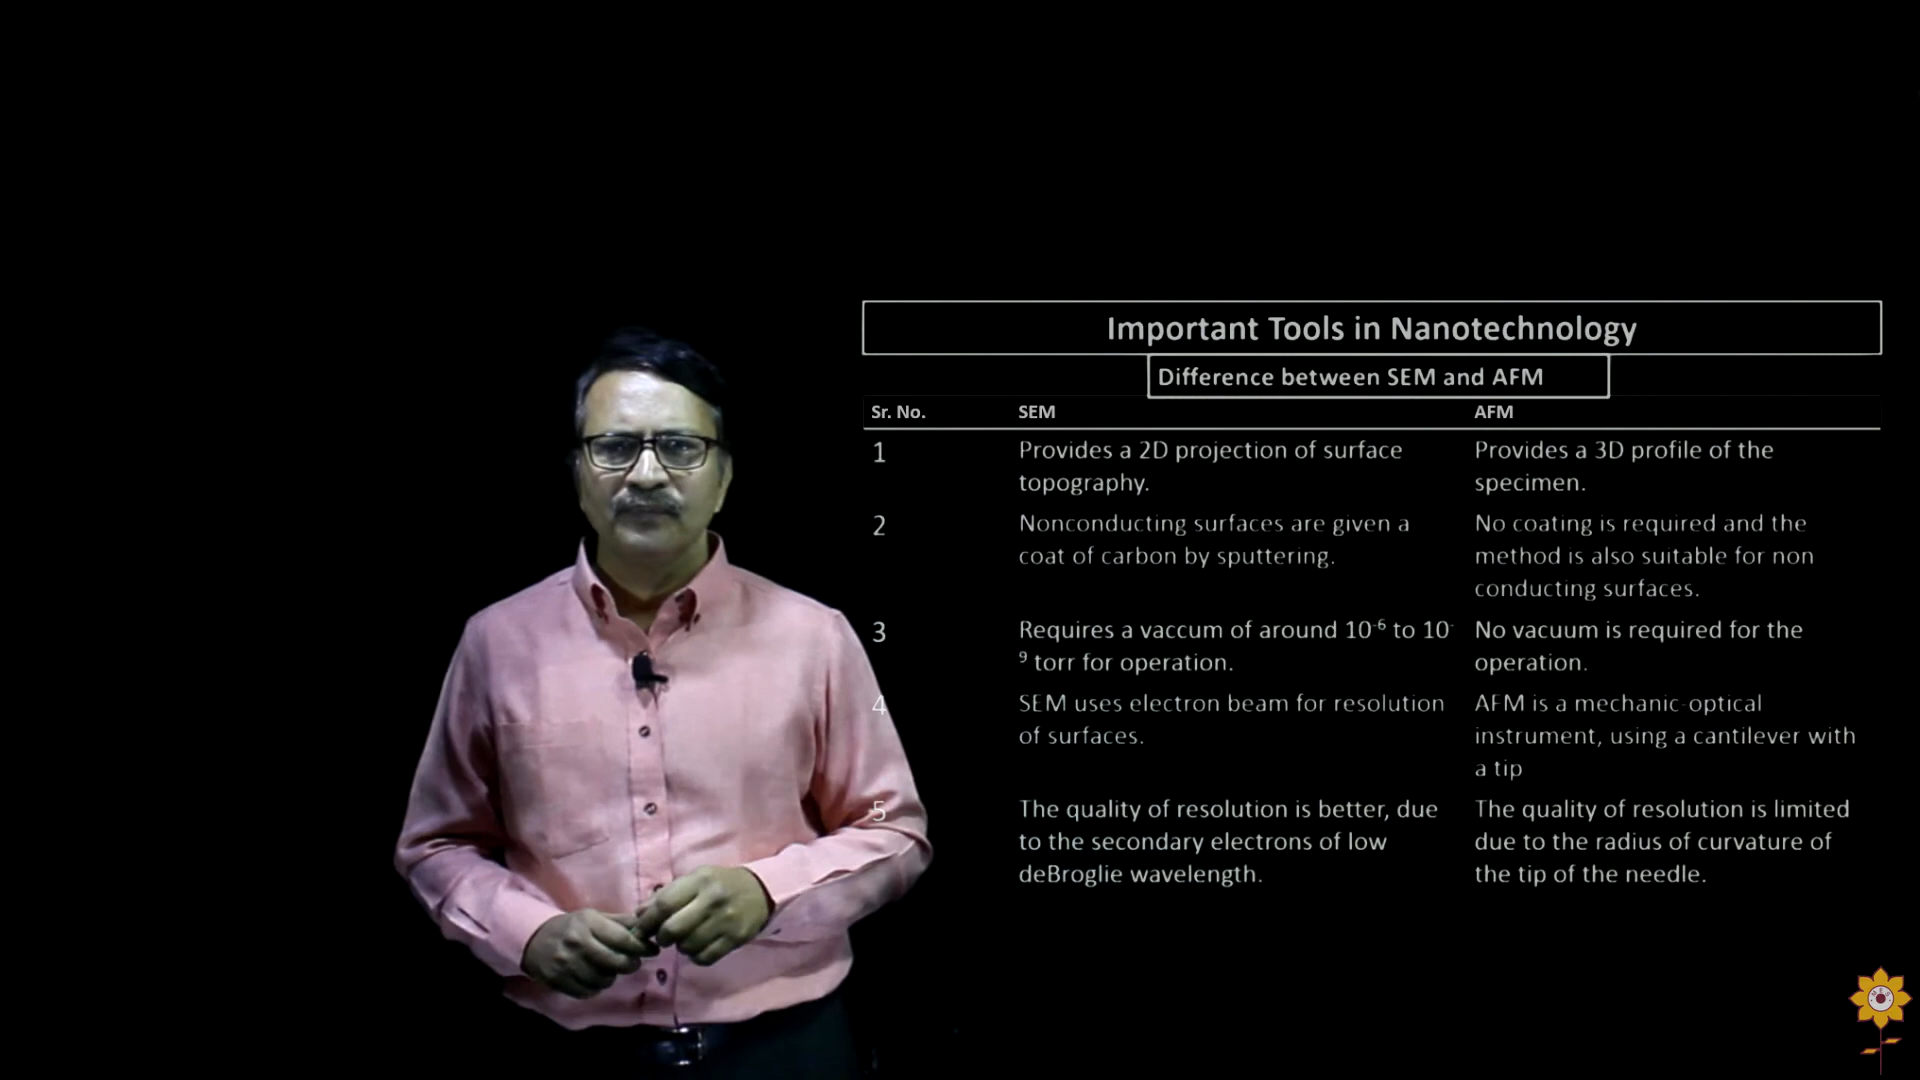 Important Tools in Nanotechnology
Difference between SEM and AFM
Sr. No. SEM AFM
1 Provides a 2D projection of surface Provides a 3D profile of the
topography. specimen.
2 Nonconducting surfaces are given a No coating is required and the
coat of carbon by sputtering. method is also suitable for non
conducting surfaces.
3 Requires a vaccum of around 10⁻⁶ to 10⁻ No vacuum is required for the
⁹ torr for operation. operation.
4 SEM uses electron beam for resolution AFM is a mechanic-optical
of surfaces. instrument, using a cantilever with
a tip
5 The quality of resolution is better, due The quality of resolution is limited
to the secondary electrons of low due to the radius of curvature of
deBroglie wavelength. the tip of the needle.